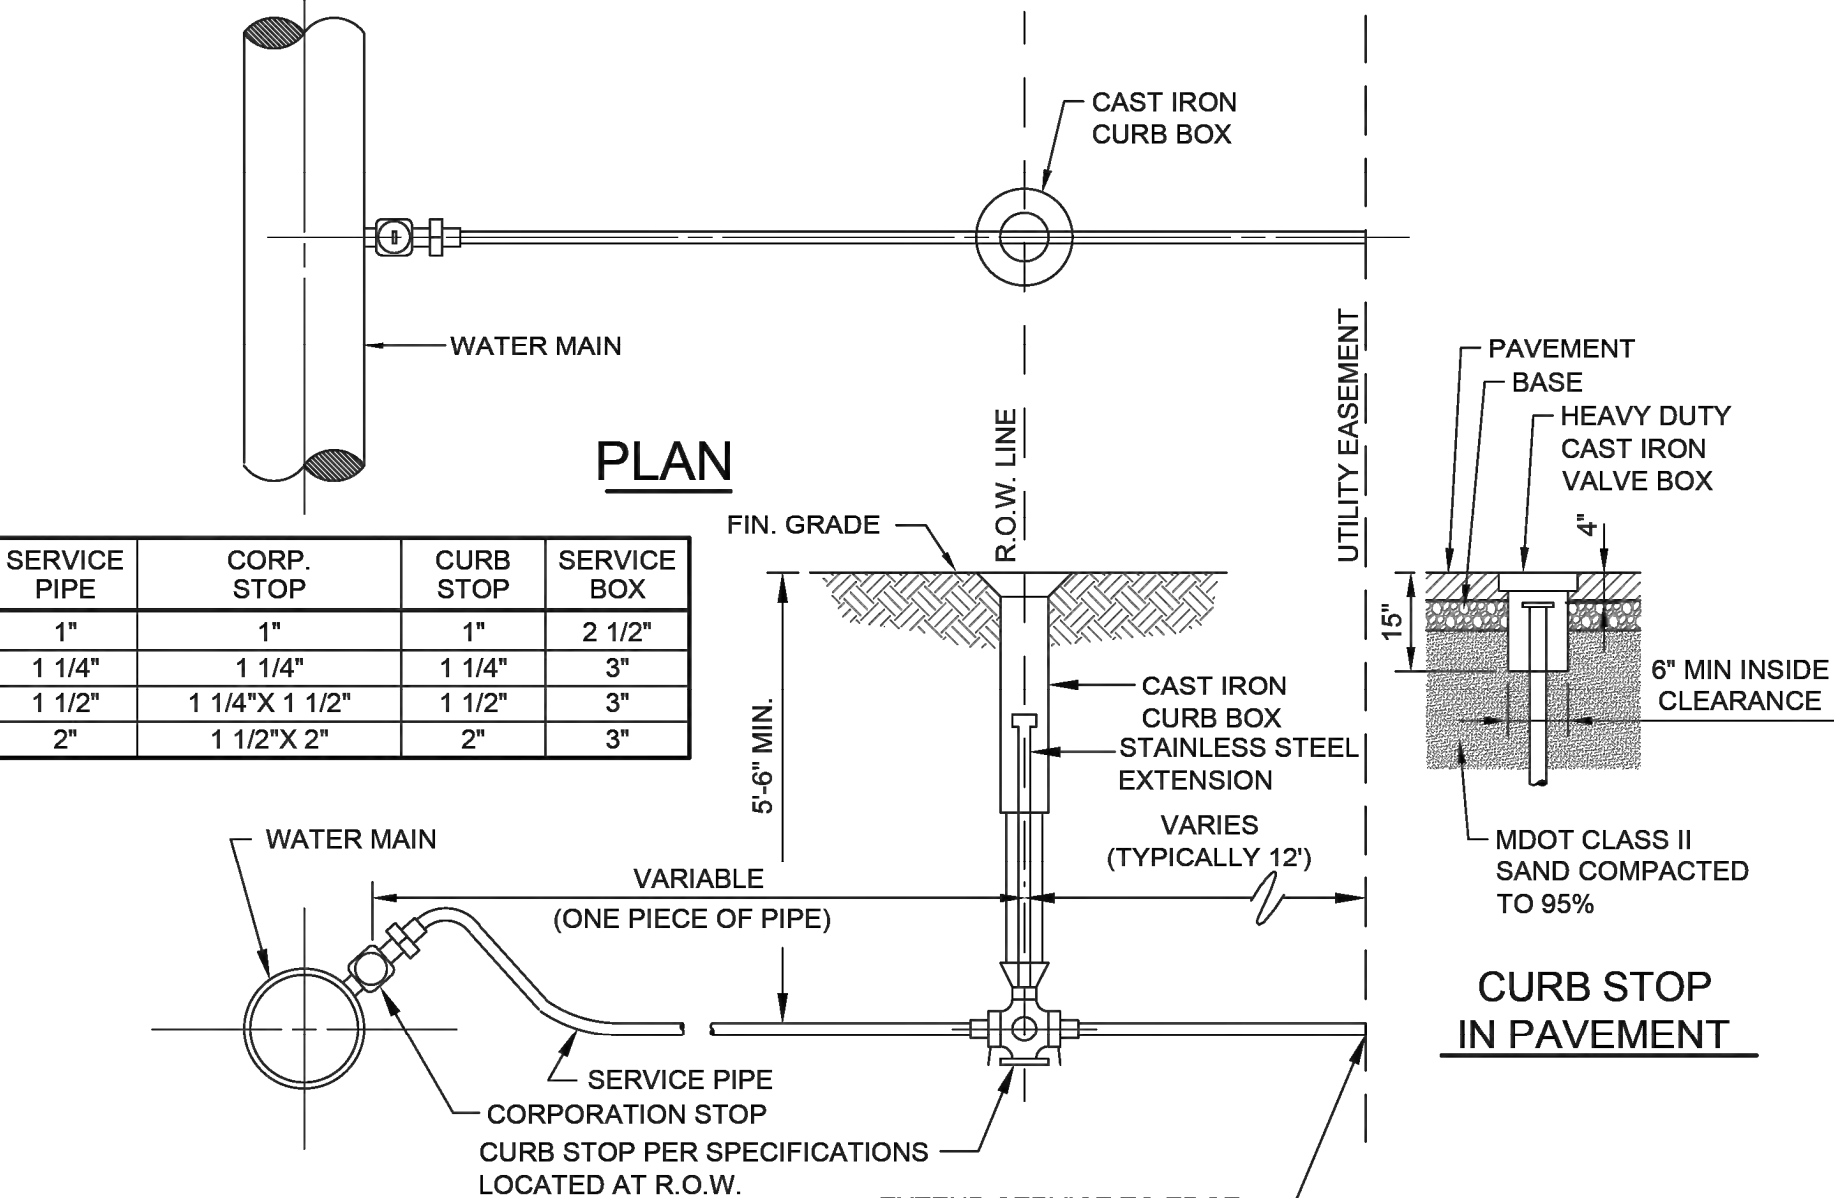 CAST IRON
CURB BOX
WATER MAIN
PLAN
R.O.W. LINE
UTILITY EASEMENT
PAVEMENT
BASE
HEAVY DUTY
CAST IRON
VALVE BOX
4"
15"
6" MIN INSIDE
CLEARANCE
MDOT CLASS II
SAND COMPACTED
TO 95%
CURB STOP
IN PAVEMENT
SERVICE PIPE CORP. STOP CURB STOP SERVICE BOX
1" 1" 1" 2 1/2"
1 1/4" 1 1/4" 1 1/4" 3"
1 1/2" 1 1/4"X 1 1/2" 1 1/2" 3"
2" 1 1/2"X 2" 2" 3"
FIN. GRADE
5'-6" MIN.
CAST IRON
CURB BOX
STAINLESS STEEL
EXTENSION
VARIES
(TYPICALLY 12')
WATER MAIN
VARIABLE
(ONE PIECE OF PIPE)
SERVICE PIPE
CORPORATION STOP
CURB STOP PER SPECIFICATIONS
LOCATED AT R.O.W.